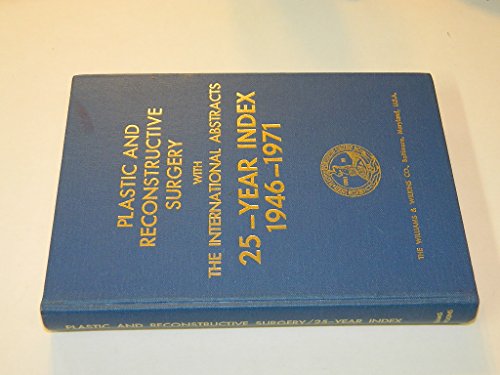 PLASTIC AND
RECONSTRUCTIVE
SURGERY
WITH
THE INTERNATIONAL ABSTRACTS
25-YEAR INDEX
1946-1971
THE WILLIAMS & WILKINS CO. Baltimore, Maryland, U.S.A.
PLASTIC AND RECONSTRUCTIVE SURGERY/25-YEAR INDEX